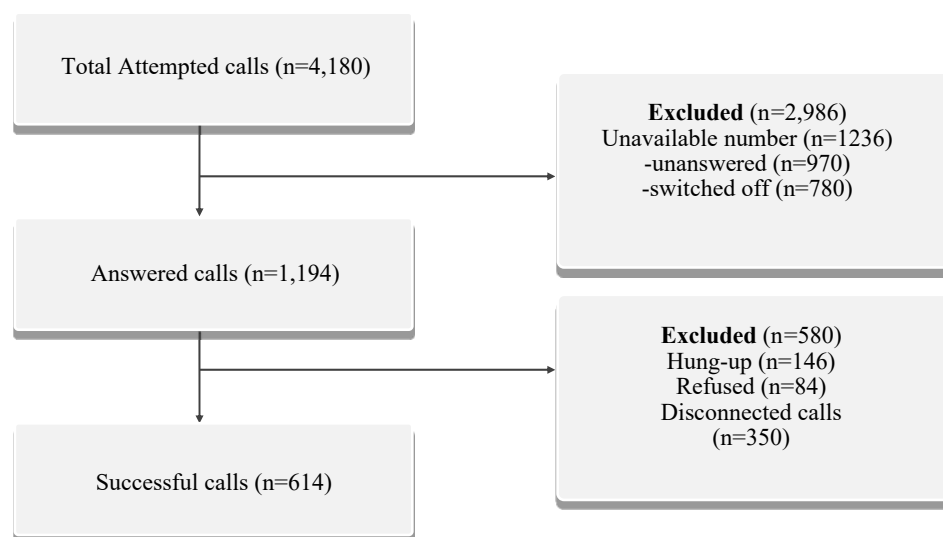 Total Attempted calls (n=4,180)
Excluded (n=2,986)
Unavailable number (n=1236)
-unanswered (n=970)
-switched off (n=780)
Answered calls (n=1,194)
Excluded (n=580)
Hung-up (n=146)
Refused (n=84)
Disconnected calls
(n=350)
Successful calls (n=614)